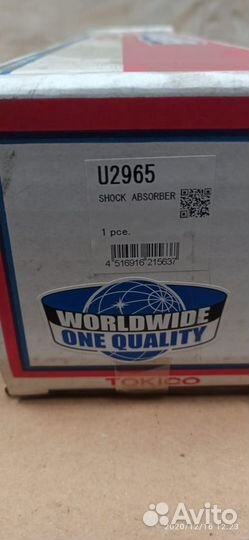 U2965
SHOCK ABSORBER
1 pce.
4 516916 215637
WORLDWIDE
ONE QUALITY
TOKICO
2020/12/16 12:23
Avito